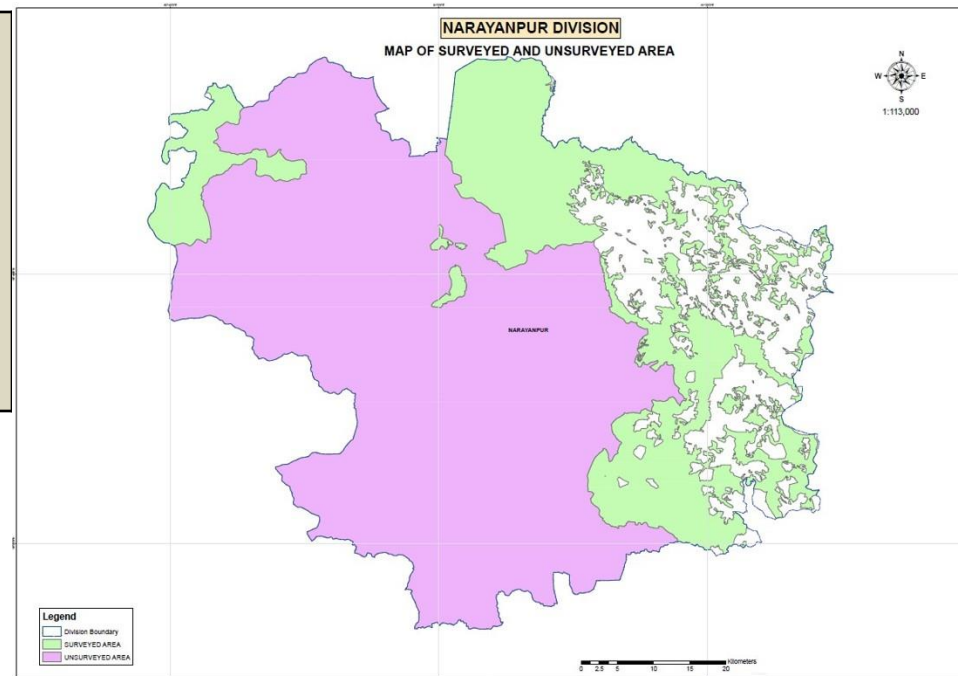 NARAYANPUR DIVISION
MAP OF SURVEYED AND UNSURVEYED AREA
N
W E
S
1:113,000
NARAYANPUR
Legend
Division Boundary
SURVEYED AREA
UNSURVEYED AREA
0 2.5 5 10 15 20 Kilometers